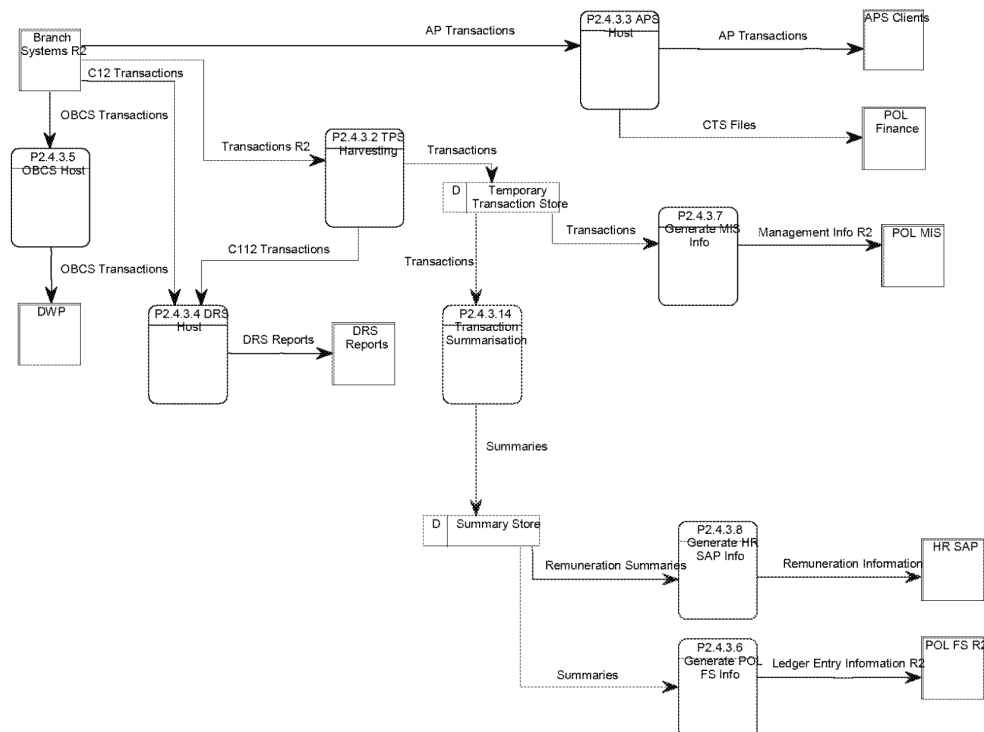 Branch
Systems R2
AP Transactions
P2.4.3.3 APS
Host
AP Transactions
APS Clients
C12 Transactions
OBCS Transactions
CTS Files
POL
Finance
P2.4.3.5
OBCS Host
Transactions R2
P2.4.3.2 TPS
Harvesting
Transactions
D
Temporary
Transaction Store
Transactions
P2.4.3.7
Generate MIS
Info
Management Info R2
POL MIS
C112 Transactions
OBCS Transactions
Transactions
DWP
P2.4.3.4 DRS
Host
DRS Reports
DRS
Reports
P2.4.3.14
Transaction
Summarisation
Summaries
D
Summary Store
Remuneration Summaries
P2.4.3.8
Generate HR
SAP Info
Remuneration Information
HR SAP
Summaries
P2.4.3.6
Generate POL
FS Info
Ledger Entry Information R2
POL FS R2